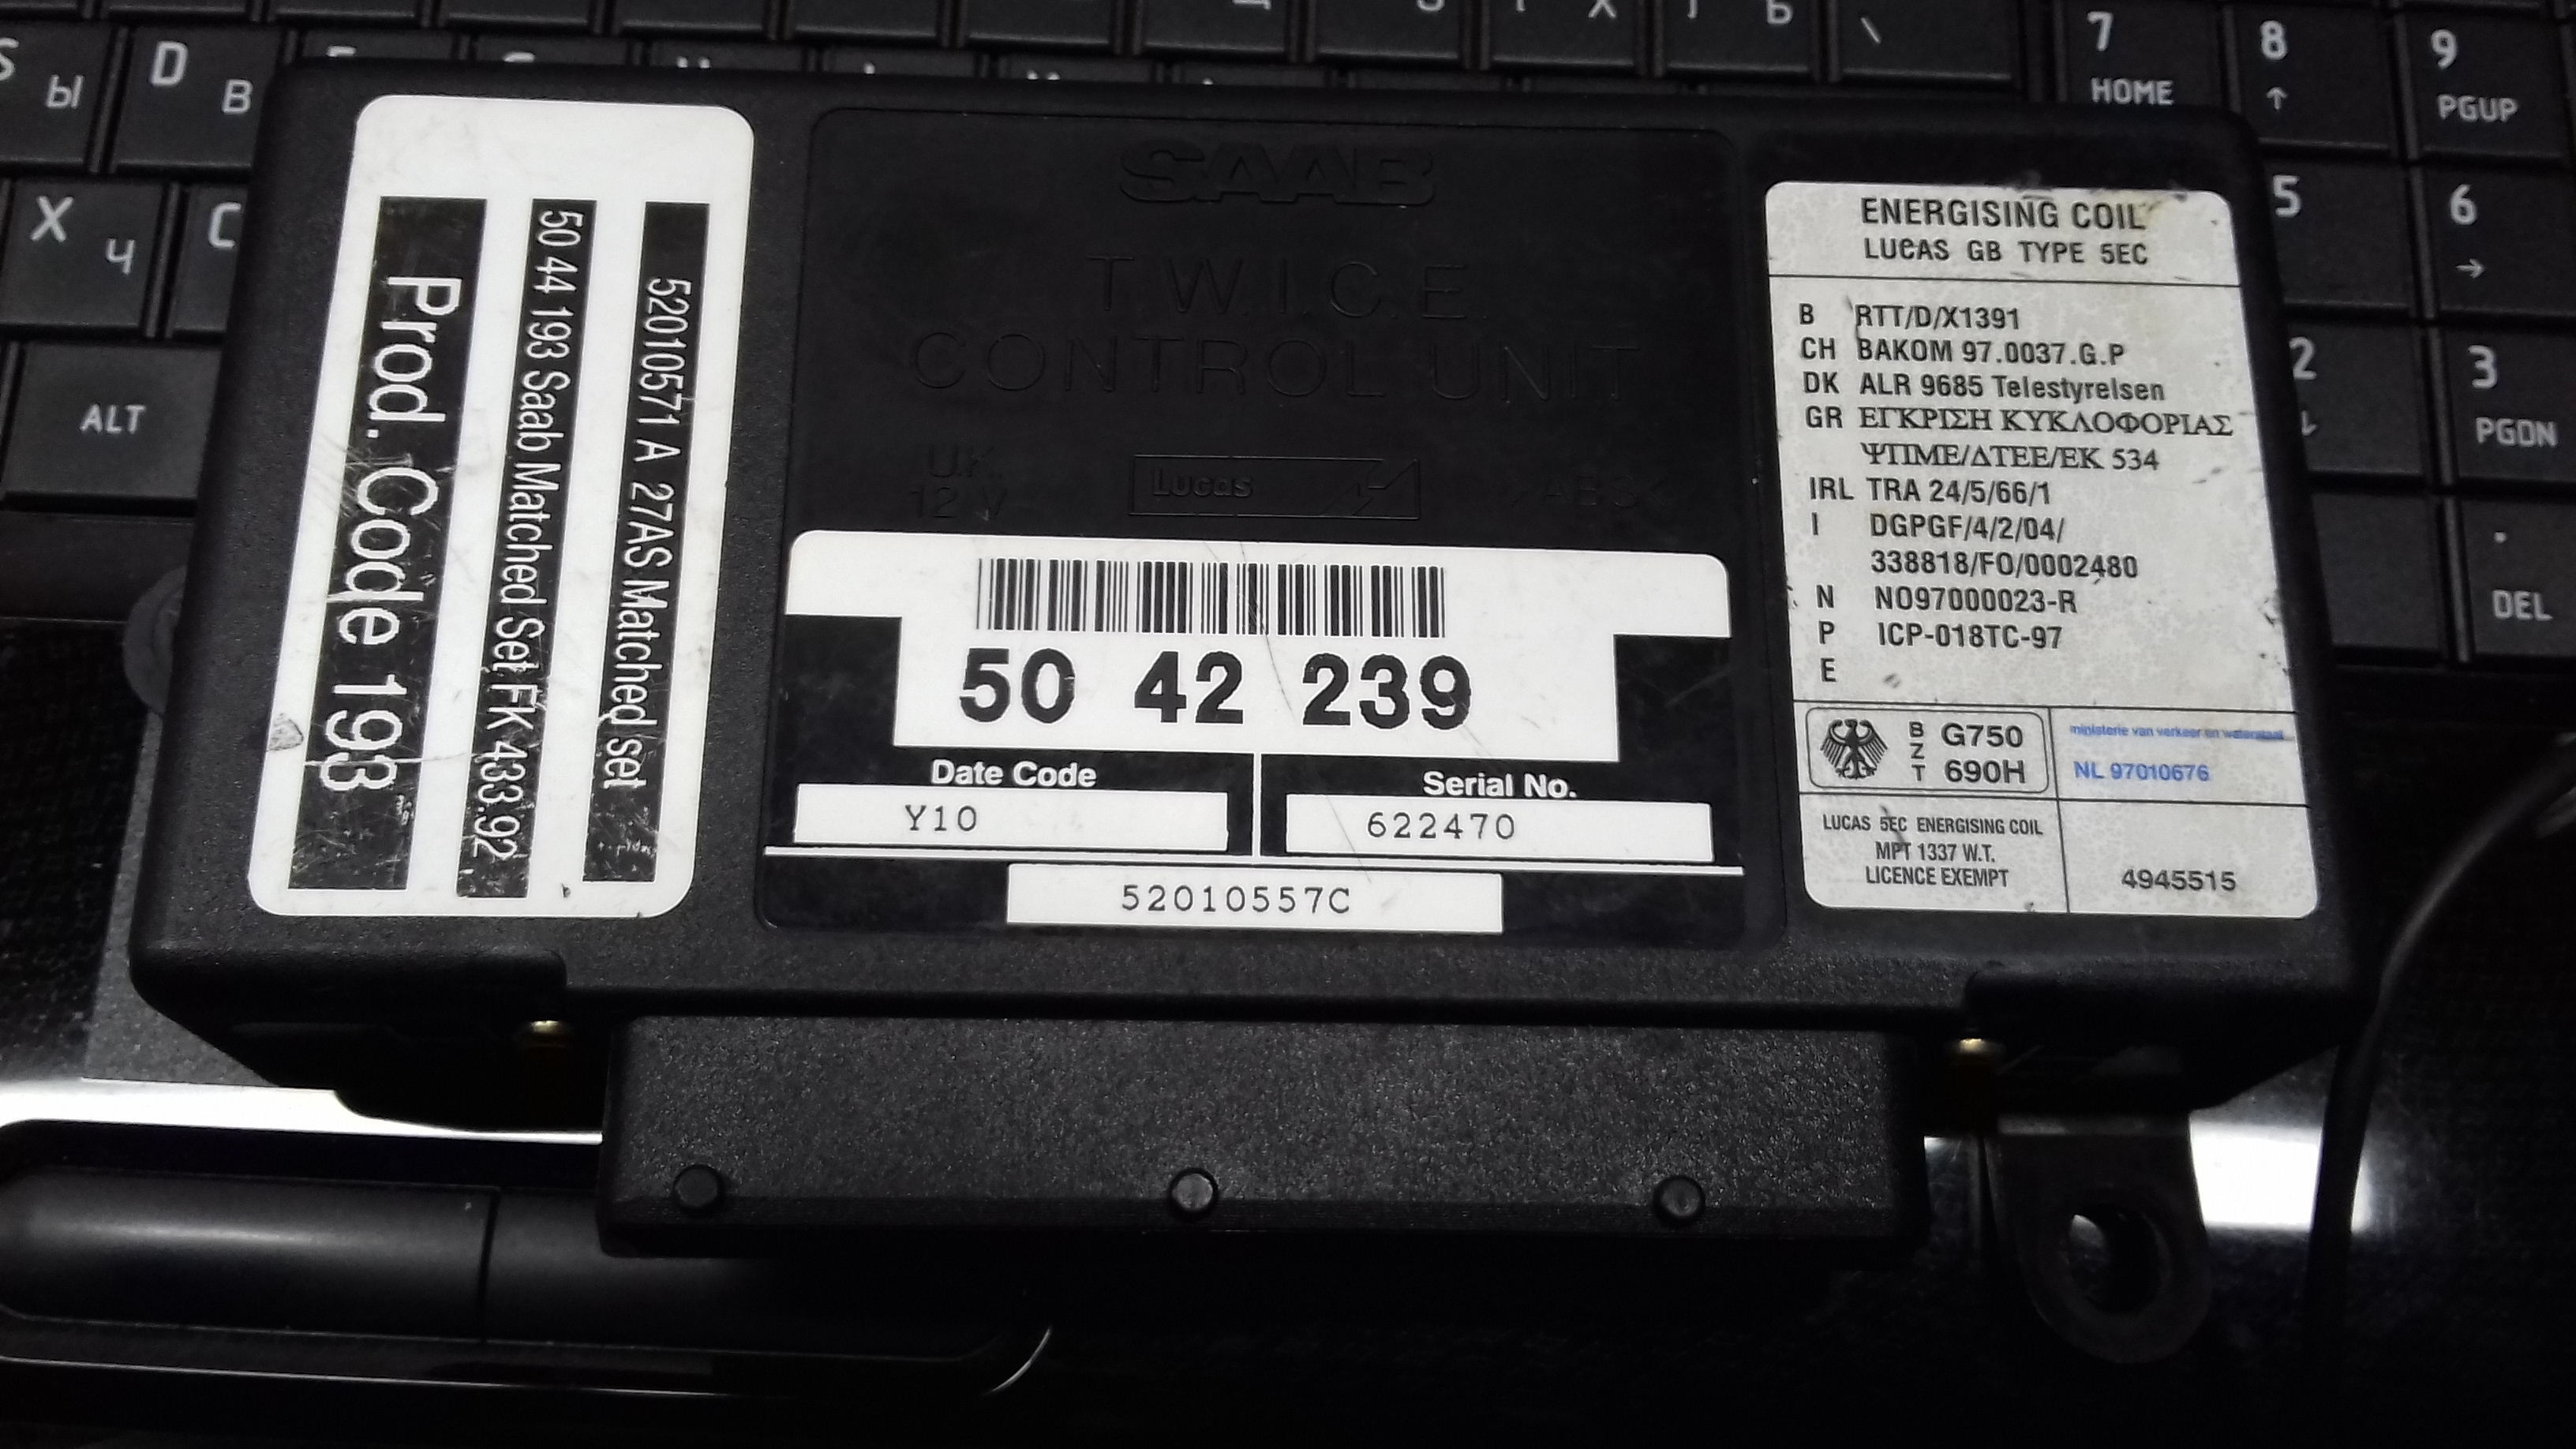 Ъ
\
7
HOME
8
↑
9
PGUP
S
Ы
D
В
X
Ч
C
ALT
5
6
→
2
3
PGDN
.
DEL
Prod. Code 193
50 44 193 Saab Matched Set FK 433.92
52010571 A 27AS Matched set
SAAB
T.W.I.C.E.
CONTROL UNIT
U.K.
12 V
Lucas
50 42 239
Date Code
Serial No.
Y10
622470
52010557C
ENERGISING COIL
LUCAS GB TYPE 5EC
B RTT/D/X1391
CH BAKOM 97.0037.G.P
DK ALR 9685 Telestyrelsen
GR ΕΓΚΡΙΣΗ ΚΥΚΛΟΦΟΡΙΑΣ
ΨΠΜΕ/ΔΤΕΕ/ΕΚ 534
IRL TRA 24/5/66/1
I DGPGF/4/2/04/
338818/FO/0002480
N NO97000023-R
P ICP-018TC-97
E
BZT
G750
690H
ministerie van verkeer en waterstaat
NL 97010676
LUCAS 5EC ENERGISING COIL
MPT 1337 W.T.
LICENCE EXEMPT
4945515